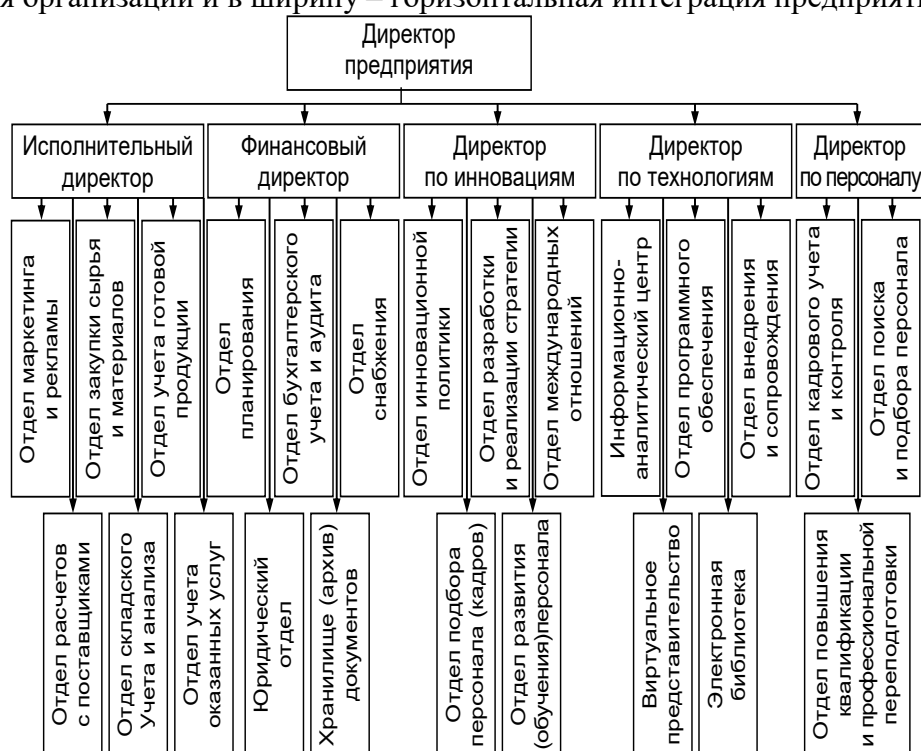 я организации и в ширину – горизонтальная интеграция предприяти
Директор
предприятия
Исполнительный
директор
Финансовый
директор
Директор
по инновациям
Директор
по технологиям
Директор
по персоналу
Отдел маркетинга
и рекламы
Отдел закупки сырья
и материалов
Отдел учета готовой
продукции
Отдел
планирования
Отдел бухгалтерского
учета и аудита
Отдел
снабжения
Отдел инновационной
политики
Отдел разработки
и реализации стратегии
Отдел международных
отношений
Информационно-
аналитический центр
Отдел программного
обеспечения
Отдел внедрения
и сопровождения
Отдел кадрового учета
и контроля
Отдел поиска
и подбора персонала
Отдел расчетов
с поставщиками
Отдел складского
Учета и анализа
Отдел учета
оказанных услуг
Юридический
отдел
Хранилище (архив)
документов
Отдел подбора
персонала (кадров)
Отдел развития
(обучения)персонала
Виртуальное
представительство
Электронная
библиотека
Отдел повышения
квалификации
и профессиональной
переподготовки